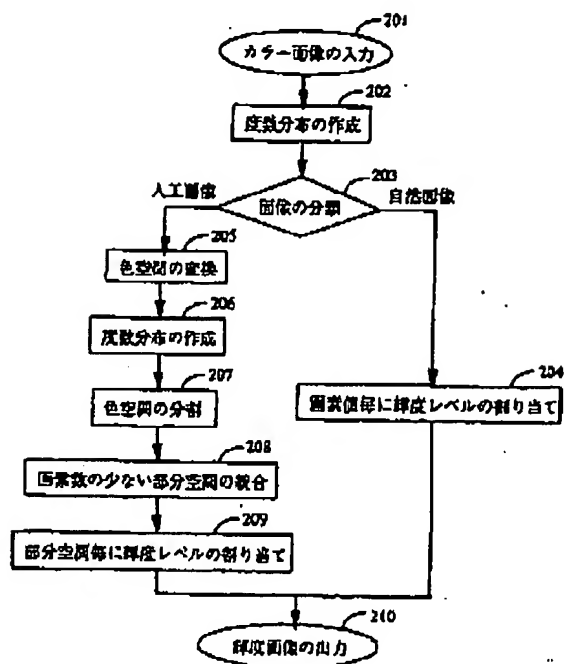 201
カラー画像の入力
202
度数分布の作成
203
画像の分類
人工画像
自然画像
205
色空間の変換
206
度数分布の作成
207
色空間の分割
204
画素値毎に輝度レベルの割り当て
208
画素数の少ない部分空間の統合
209
部分空間毎に輝度レベルの割り当て
210
輝度画像の出力